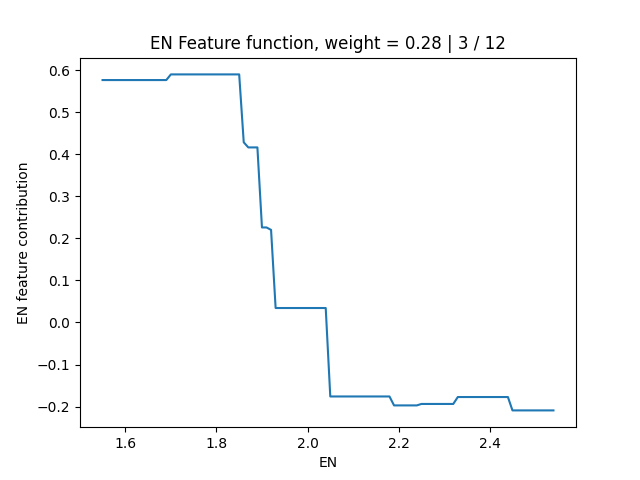 EN Feature function, weight = 0.28 | 3 / 12
EN feature contribution
0.6
0.5
0.4
0.3
0.2
0.1
0.0
−0.1
−0.2
1.6 1.8 2.0 2.2 2.4
EN